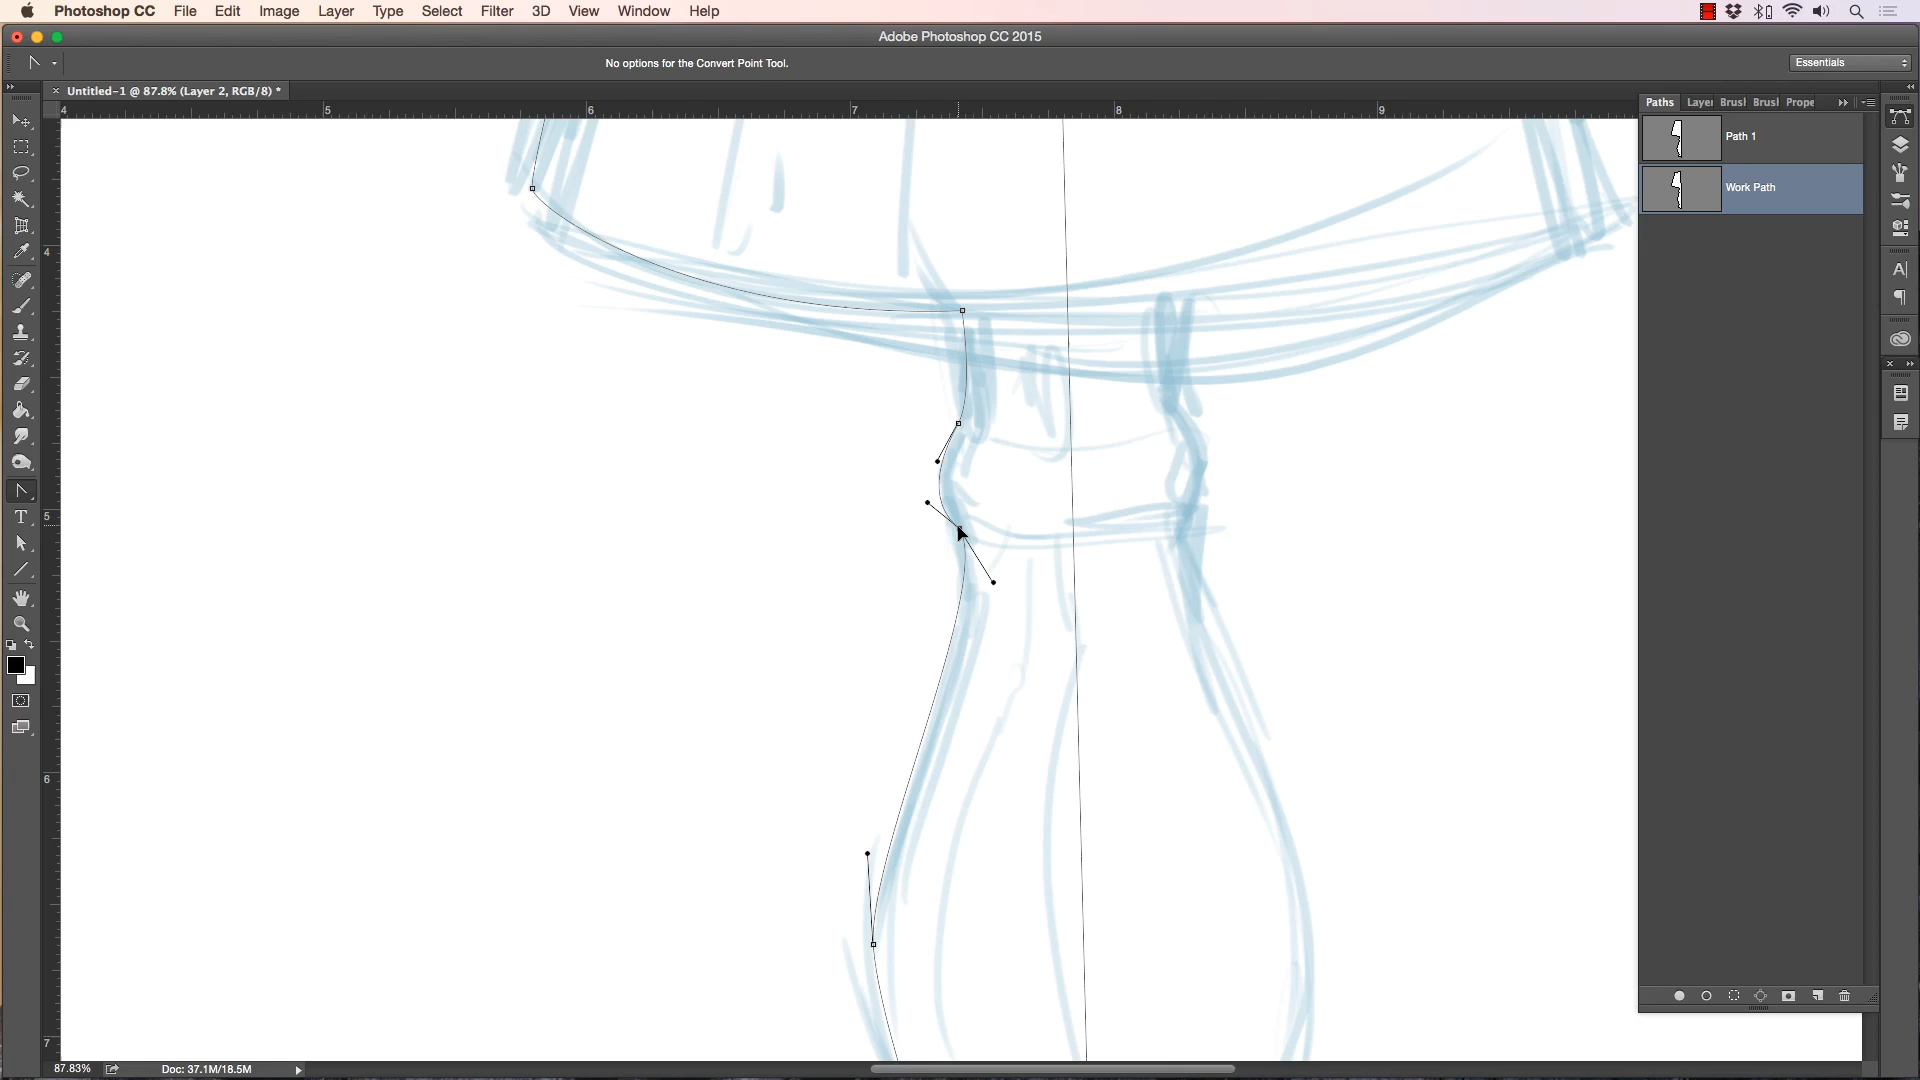 Photoshop CC File Edit Image Layer Type Select Filter 3D View Window Help
Adobe Photoshop CC 2015
No options for the Convert Point Tool.
Essentials
× Untitled-1 @ 87.8% (Layer 2, RGB/8) *
4 5 6 7 8 9
Paths Layer Brusl Brusl Prope
Path 1
Work Path
4
5
6
7
T
A
87.83% Doc: 37.1M/18.5M